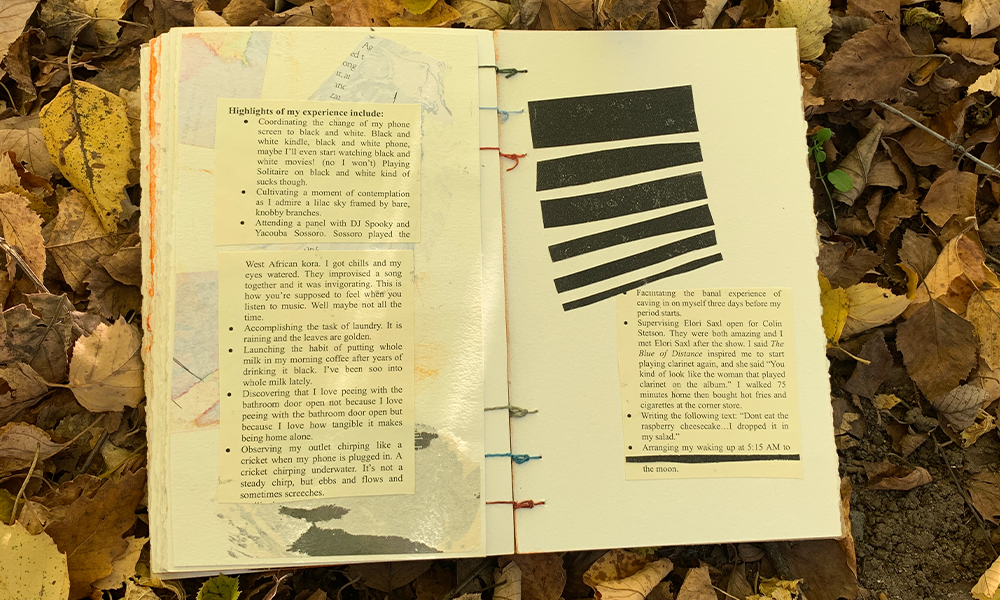 Ag
ed t
ong
it. at
inc
Highlights of my experience include:
• Coordinating the change of my phone
screen to black and white. Black and
white kindle, black and white phone,
maybe I'll even start watching black and
white movies! (no I won't) Playing
Solitaire on black and white kind of
sucks though.
• Cultivating a moment of contemplation
as I admire a lilac sky framed by bare,
knobby branches.
• Attending a panel with DJ Spooky and
Yacouba Sossoro. Sossoro played the
West African kora. I got chills and my
eyes watered. They improvised a song
together and it was invigorating. This is
how you're supposed to feel when you
listen to music. Well maybe not all the
time.
• Accomplishing the task of laundry. It is
raining and the leaves are golden.
• Launching the habit of putting whole
milk in my morning coffee after years of
drinking it black. I've been soo into
whole milk lately.
• Discovering that I love peeing with the
bathroom door open not because I love
peeing with the bathroom door open but
because I love how tangible it makes
being home alone.
• Observing my outlet chirping like a
cricket when my phone is plugged in. A
cricket chirping underwater. It's not a
steady chirp, but ebbs and flows and
sometimes screeches.
• Facilitating the banal experience of
caving in on myself three days before my
period starts.
• Supervising Elori Saxl open for Colin
Stetson. They were both amazing and I
met Elori Saxl after the show. I said The
Blue of Distance inspired me to start
playing clarinet again, and she said "You
kind of look like the woman that played
clarinet on the album." I walked 75
minutes home then bought hot fries and
cigarettes at the corner store.
• Writing the following text: "Dont eat the
raspberry cheesecake...I dropped it in
my salad."
• Arranging my waking up at 5:15 AM to
the moon.